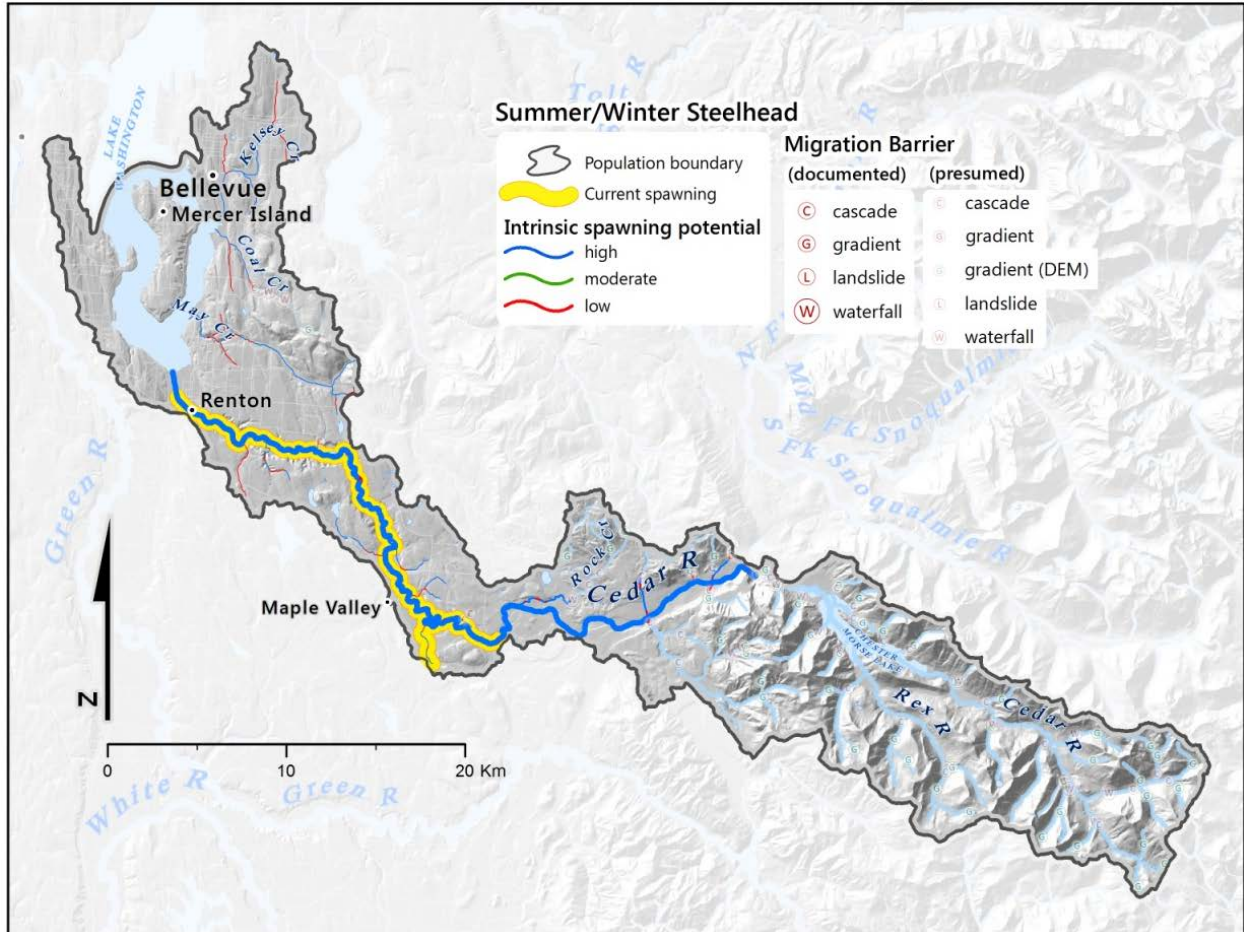 Summer/Winter Steelhead
Population boundary
Current spawning
Intrinsic spawning potential
high
moderate
low
Migration Barrier
(documented)
(presumed)
C cascade
G gradient
L landslide
W waterfall
C cascade
G gradient
G gradient (DEM)
L landslide
W waterfall
LAKE
WASHINGTON
Kelsey Cr
Bellevue
Mercer Island
Coal Cr
May Cr
Renton
Green R
Maple Valley
Rock Cr
Cedar R
CHESTER
MORSE LAKE
Rex R
Cedar R
Tolt
Mid Fk Snoqualmie
S Fk Snoqualmie R
White R
Green R
N
0
10
20 Km